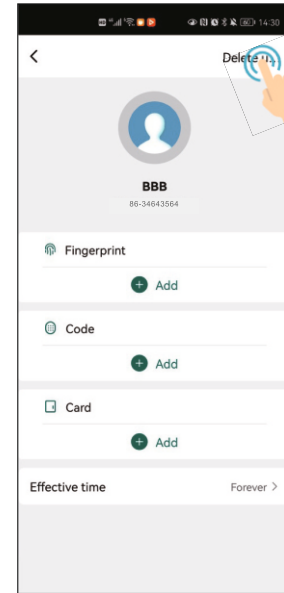 14:30
Delete u...
BBB
86-34643564
Fingerprint
Add
Code
Add
Card
Add
Effective time Forever